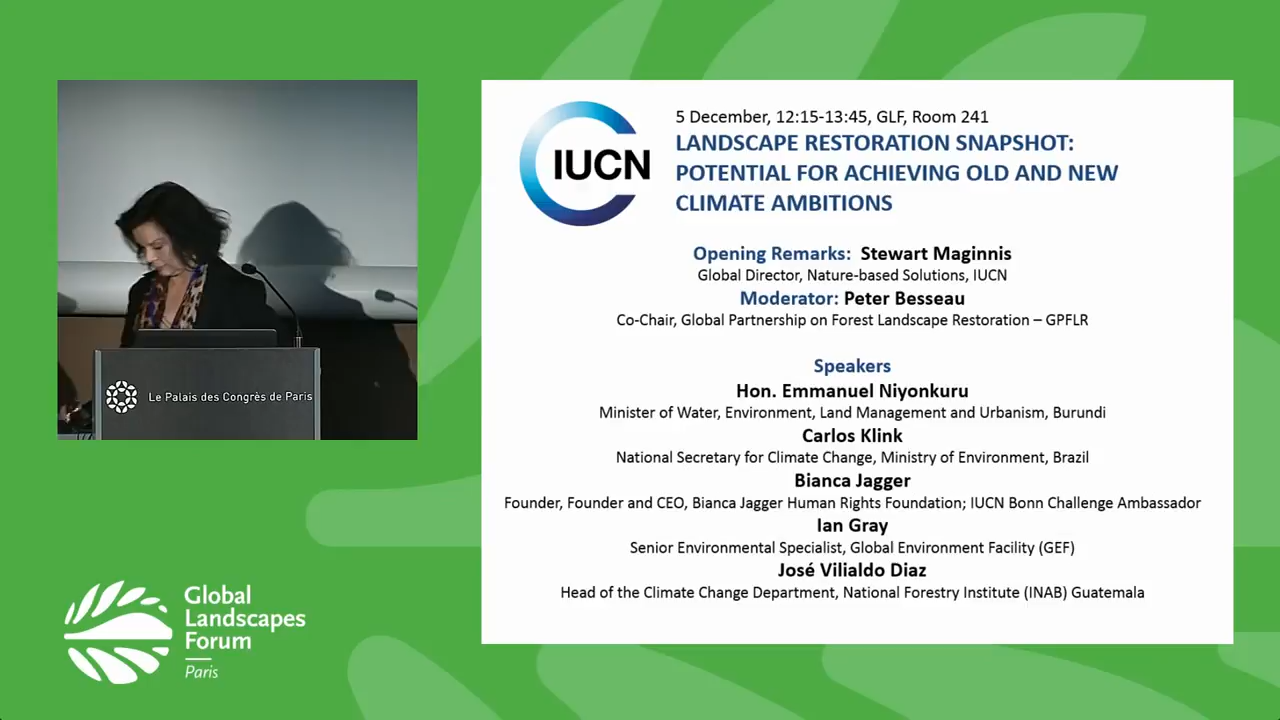 IUCN
5 December, 12:15-13:45, GLF, Room 241
LANDSCAPE RESTORATION SNAPSHOT:
POTENTIAL FOR ACHIEVING OLD AND NEW
CLIMATE AMBITIONS
Opening Remarks: Stewart Maginnis
Global Director, Nature-based Solutions, IUCN
Moderator: Peter Besseau
Co-Chair, Global Partnership on Forest Landscape Restoration – GPFLR
Speakers
Hon. Emmanuel Niyonkuru
Minister of Water, Environment, Land Management and Urbanism, Burundi
Carlos Klink
National Secretary for Climate Change, Ministry of Environment, Brazil
Bianca Jagger
Founder, Founder and CEO, Bianca Jagger Human Rights Foundation; IUCN Bonn Challenge Ambassador
Ian Gray
Senior Environmental Specialist, Global Environment Facility (GEF)
José Vilialdo Diaz
Head of the Climate Change Department, National Forestry Institute (INAB) Guatemala
Le Palais des Congrès de Paris
Global
Landscapes
Forum
Paris